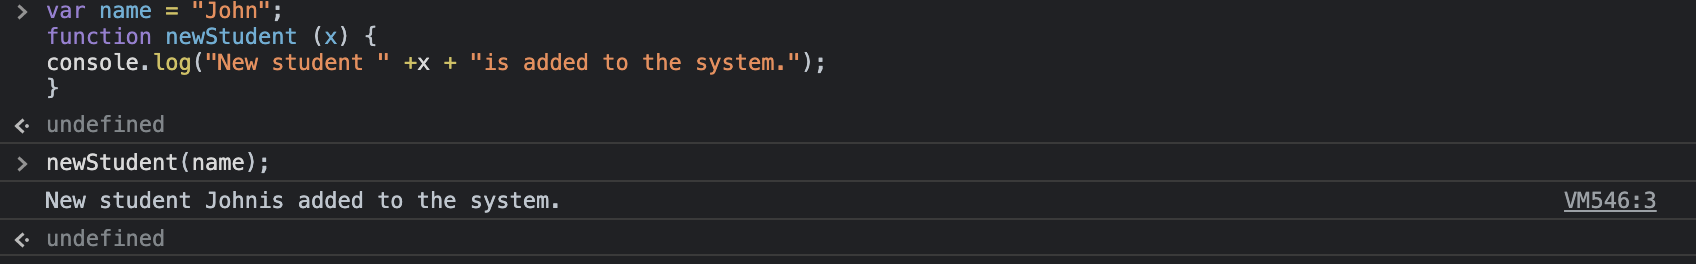 > var name = "John";
function newStudent (x) {
console.log("New student " +x + "is added to the system.");
}
undefined
> newStudent(name);
New student Johnis added to the system. VM546:3
undefined